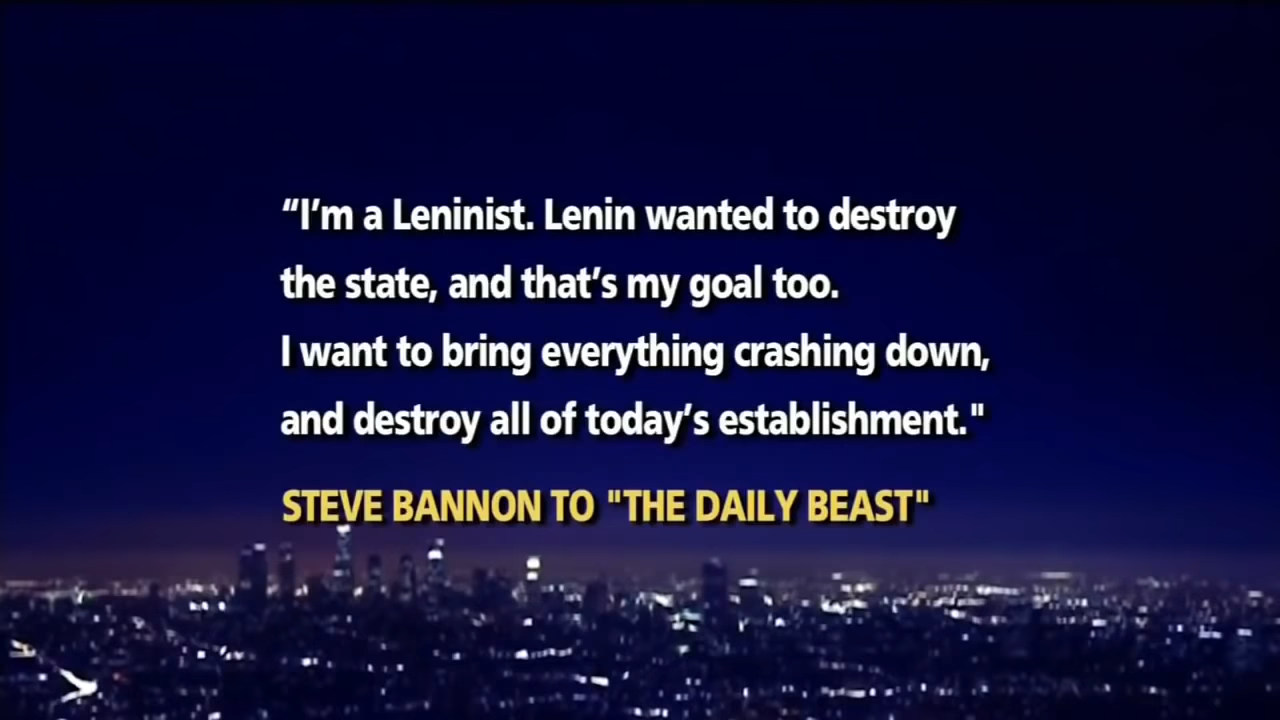 “I’m a Leninist. Lenin wanted to destroy
the state, and that’s my goal too.
I want to bring everything crashing down,
and destroy all of today’s establishment."
STEVE BANNON TO "THE DAILY BEAST"